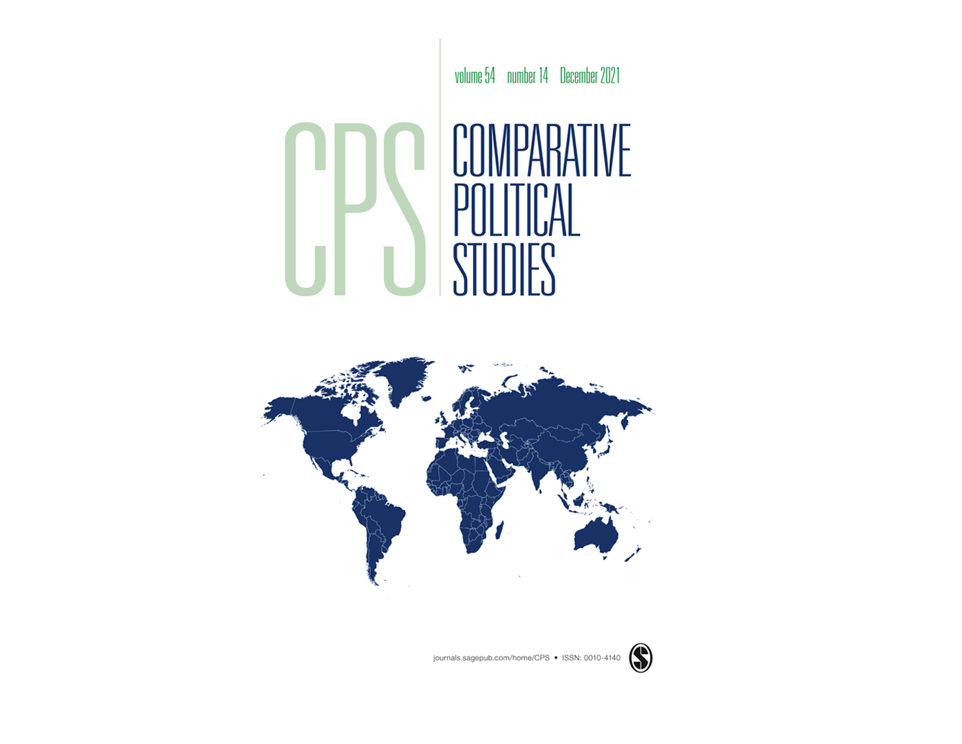 volume 54 number 14 December 2021
CPS
COMPARATIVE
POLITICAL
STUDIES
journals.sagepub.com/home/CPS • ISSN: 0010-4140
S